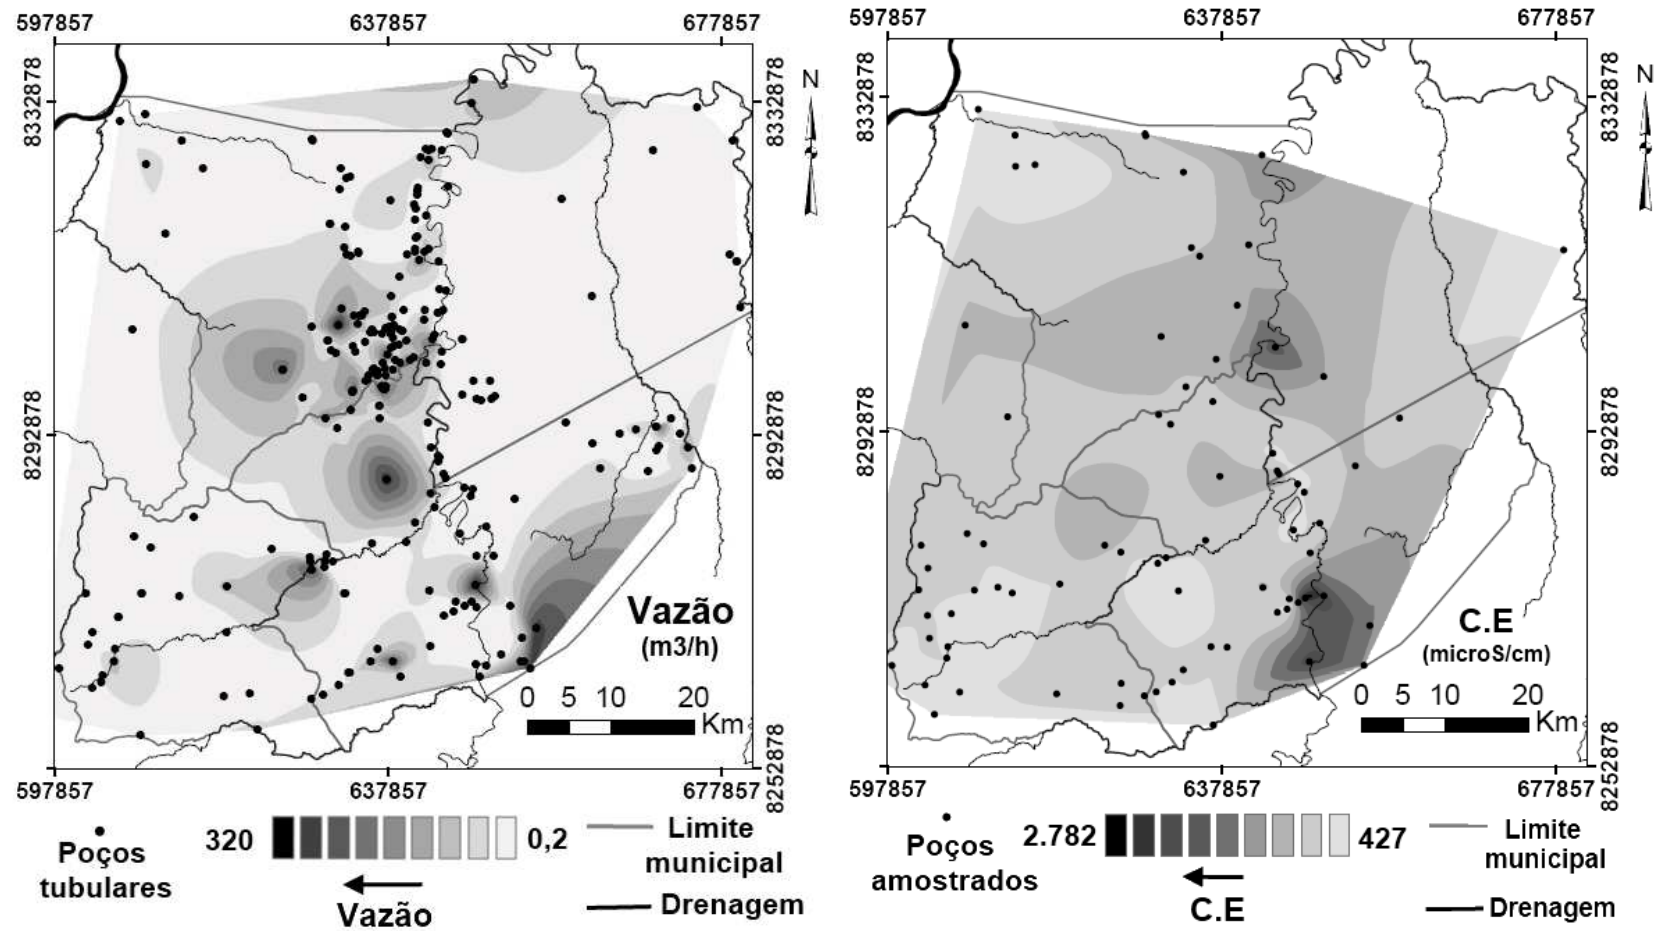 597857 637857 677857
8332878 8332878
N
8292878 8292878
Vazão
(m3/h)
0 5 10 20
Km
8252878
597857 637857 677857
Poços
tubulares
320 0,2
Vazão
Limite
municipal
Drenagem
597857 637857 677857
8332878 8332878
N
8292878 8292878
C.E
(microS/cm)
0 5 10 20
Km
8252878
597857 637857 677857
Poços
amostrados
2.782 427
C.E
Limite
municipal
Drenagem